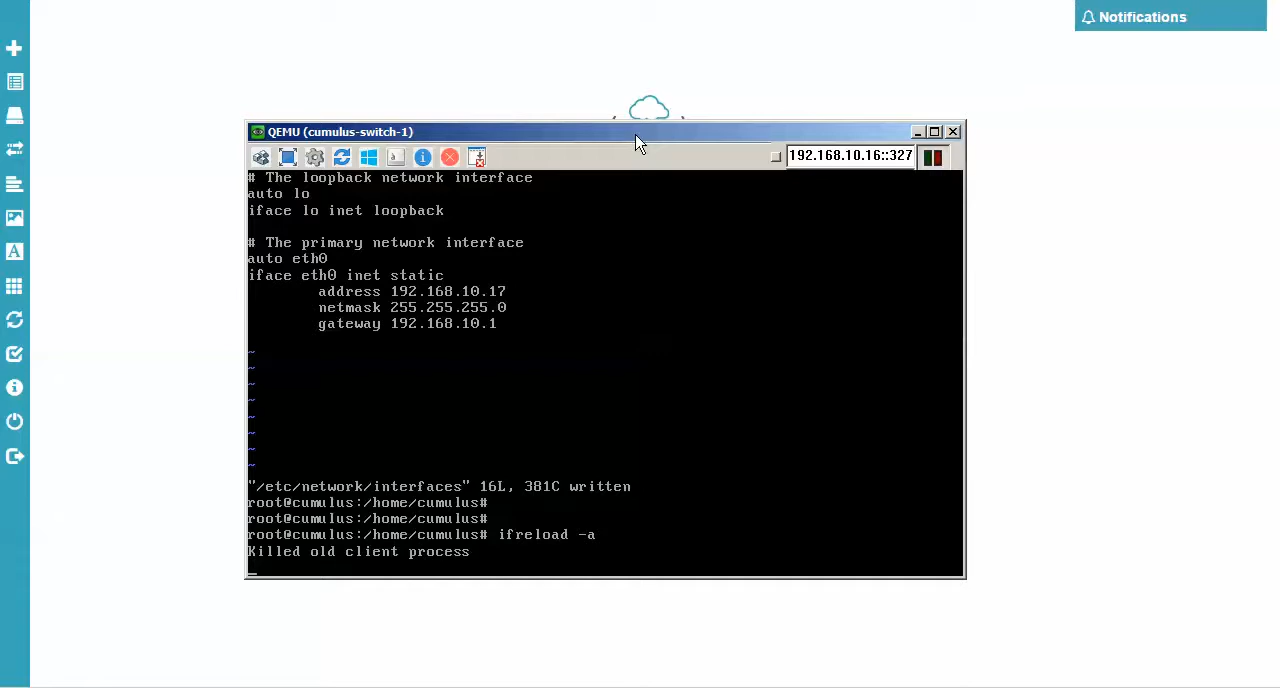 Notifications
QEMU (cumulus-switch-1)
192.168.10.16::327
# The loopback network interface
auto lo
iface lo inet loopback
# The primary network interface
auto eth0
iface eth0 inet static
address 192.168.10.17
netmask 255.255.255.0
gateway 192.168.10.1
~
~
~
~
~
~
~
~
"/etc/network/interfaces" 16L, 381C written
root@cumulus:/home/cumulus#
root@cumulus:/home/cumulus#
root@cumulus:/home/cumulus# ifreload -a
Killed old client process